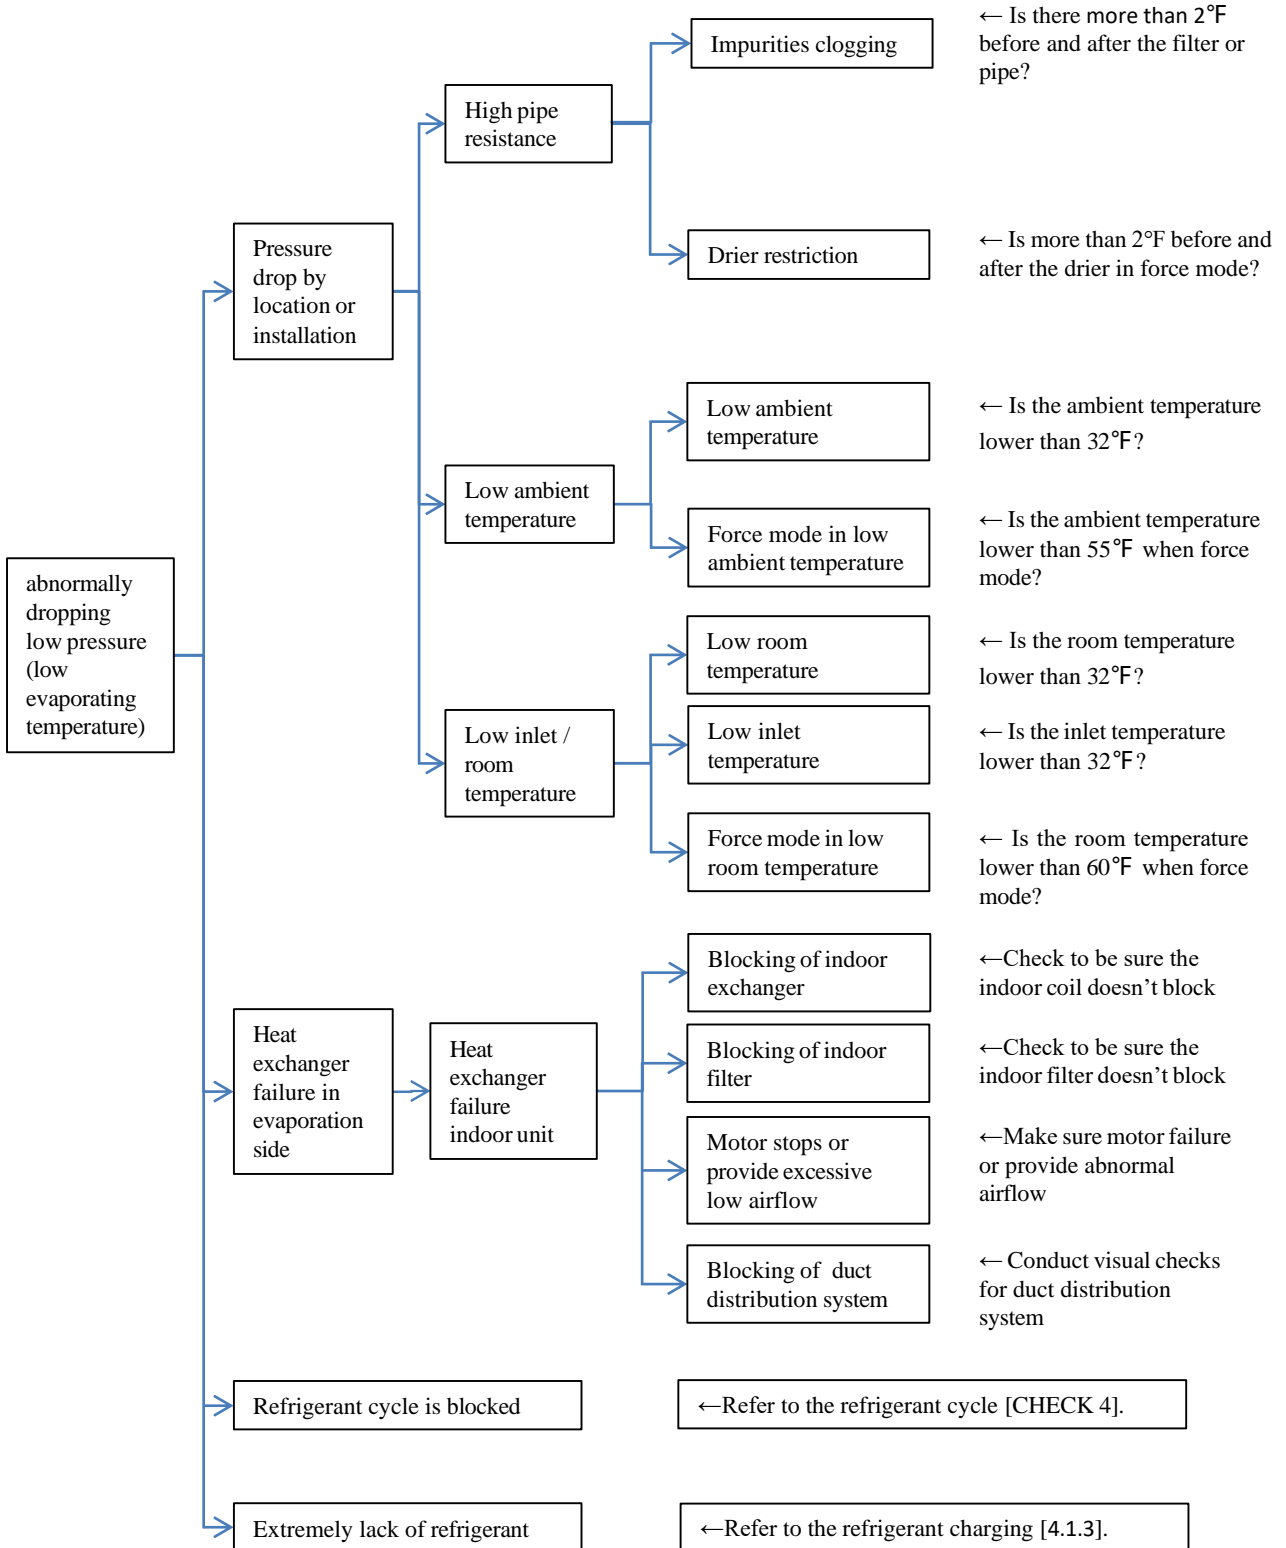 Impurities clogging
← Is there more than 2°F
before and after the filter or
pipe?
High pipe
resistance
Drier restriction
← Is more than 2°F before and
after the drier in force mode?
Pressure
drop by
location or
installation
Low ambient
temperature
← Is the ambient temperature
lower than 32°F?
Low ambient
temperature
Force mode in low
ambient temperature
← Is the ambient temperature
lower than 55°F when force
mode?
abnormally
dropping
low pressure
(low
evaporating
temperature)
Low room
temperature
← Is the room temperature
lower than 32°F?
Low inlet /
room
temperature
Low inlet
temperature
← Is the inlet temperature
lower than 32°F?
Force mode in low
room temperature
← Is the room temperature
lower than 60°F when force
mode?
Blocking of indoor
exchanger
←Check to be sure the
indoor coil doesn’t block
Heat
exchanger
failure in
evaporation
side
Heat
exchanger
failure
indoor unit
Blocking of indoor
filter
←Check to be sure the
indoor filter doesn’t block
Motor stops or
provide excessive
low airflow
←Make sure motor failure
or provide abnormal
airflow
Blocking of duct
distribution system
← Conduct visual checks
for duct distribution
system
Refrigerant cycle is blocked
←Refer to the refrigerant cycle [CHECK 4].
Extremely lack of refrigerant
←Refer to the refrigerant charging [4.1.3].